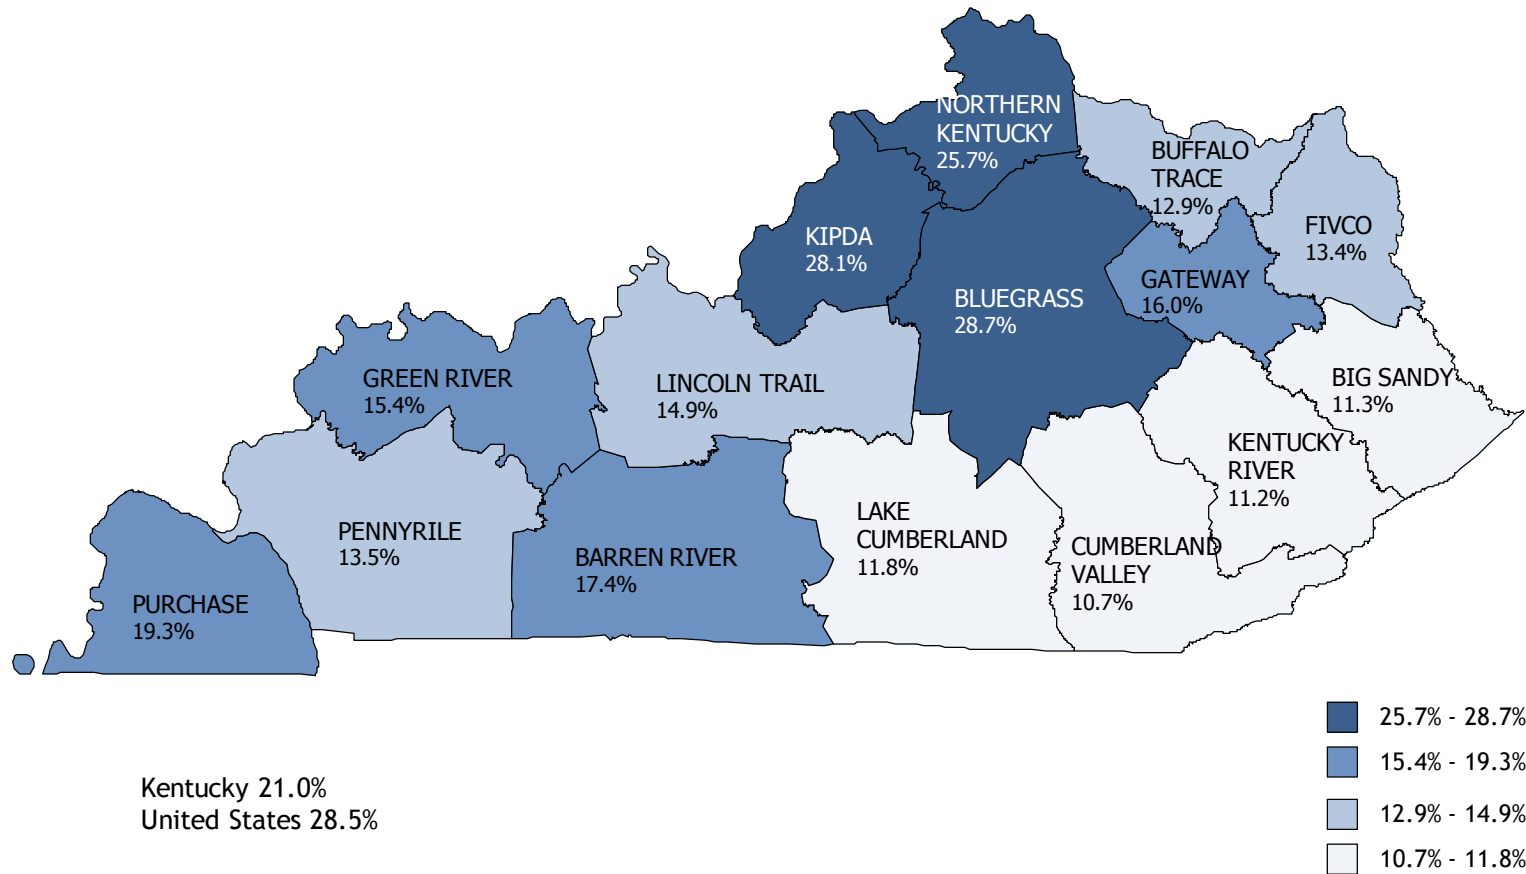 NORTHERN
KENTUCKY
25.7%
BUFFALO
TRACE
12.9%
FIVCO
13.4%
KIPDA
28.1%
GATEWAY
16.0%
BLUEGRASS
28.7%
GREEN RIVER
15.4%
LINCOLN TRAIL
14.9%
BIG SANDY
11.3%
KENTUCKY
RIVER
11.2%
PENNYRILE
13.5%
BARREN RIVER
17.4%
LAKE
CUMBERLAND
11.8%
CUMBERLAND
VALLEY
10.7%
PURCHASE
19.3%
25.7% - 28.7%
15.4% - 19.3%
12.9% - 14.9%
10.7% - 11.8%
Kentucky 21.0%
United States 28.5%